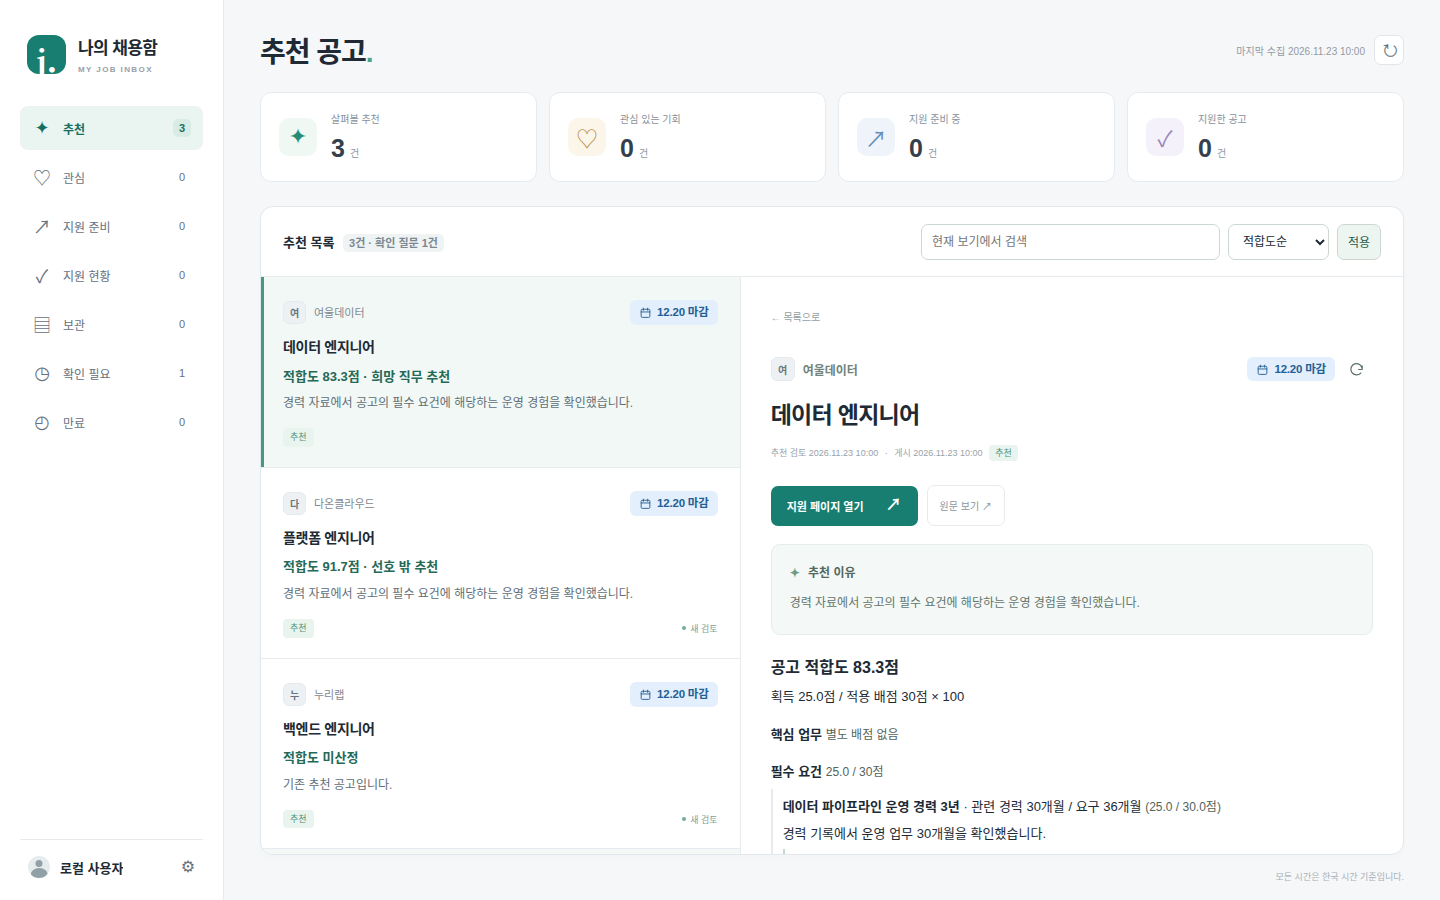 나의 채용함
MY JOB INBOX
추천 3
관심 0
지원 준비 0
지원 현황 0
보관 0
확인 필요 1
만료 0
로컬 사용자
추천 공고.
마지막 수집 2026.11.23 10:00
살펴볼 추천
3 건
관심 있는 기회
0 건
지원 준비 중
0 건
지원한 공고
0 건
추천 목록 3건 · 확인 질문 1건
현재 보기에서 검색
적합도순
적용
여 여울데이터 12.20 마감
데이터 엔지니어
적합도 83.3점 · 희망 직무 추천
경력 자료에서 공고의 필수 요건에 해당하는 운영 경험을 확인했습니다.
추천
다 다온클라우드 12.20 마감
플랫폼 엔지니어
적합도 91.7점 · 선호 밖 추천
경력 자료에서 공고의 필수 요건에 해당하는 운영 경험을 확인했습니다.
추천 새 검토
누 누리랩 12.20 마감
백엔드 엔지니어
적합도 미산정
기존 추천 공고입니다.
추천 새 검토
← 목록으로
여 여울데이터 12.20 마감
데이터 엔지니어
추천 검토 2026.11.23 10:00 · 게시 2026.11.23 10:00 추천
지원 페이지 열기 ↗
원문 보기 ↗
✦ 추천 이유
경력 자료에서 공고의 필수 요건에 해당하는 운영 경험을 확인했습니다.
공고 적합도 83.3점
획득 25.0점 / 적용 배점 30점 × 100
핵심 업무 별도 배점 없음
필수 요건 25.0 / 30점
데이터 파이프라인 운영 경력 3년 · 관련 경력 30개월 / 요구 36개월 (25.0 / 30.0점)
경력 기록에서 운영 업무 30개월을 확인했습니다.
모든 시간은 한국 시간 기준입니다.